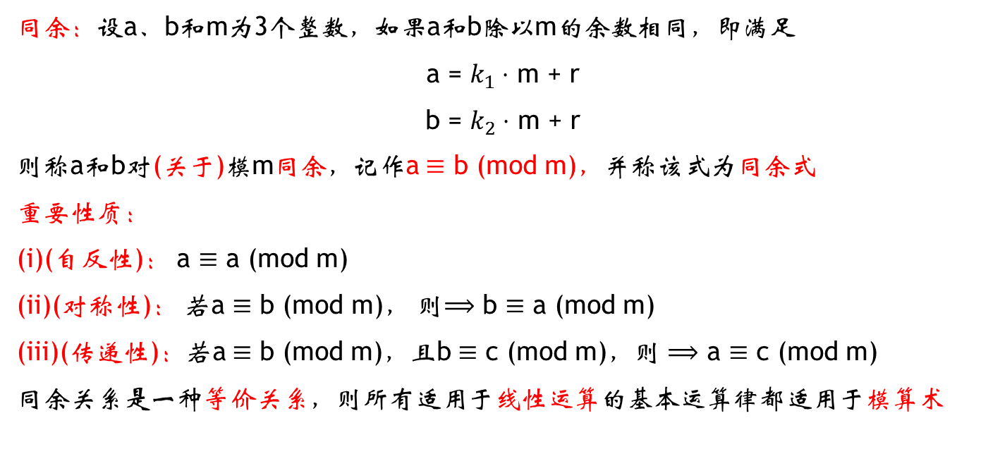 同余：设a、b和m为3个整数，如果a和b除以m的余数相同，即满足
a = k₁ · m + r
b = k₂ · m + r
则称a和b对(关于)模m同余，记作a ≡ b (mod m)，并称该式为同余式
重要性质：
(i)(自反性)： a ≡ a (mod m)
(ii)(对称性)： 若a ≡ b (mod m)， 则⟹ b ≡ a (mod m)
(iii)(传递性)：若a ≡ b (mod m)，且b ≡ c (mod m)，则 ⟹ a ≡ c (mod m)
同余关系是一种等价关系，则所有适用于线性运算的基本运算律都适用于模算术